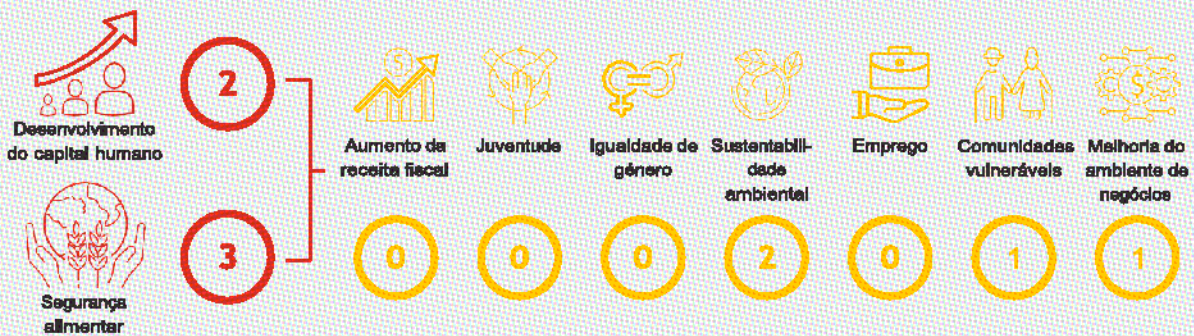 2
Desenvolvimento
do capital humano
3
Segurança
alimentar
$
Aumento da
receita fiscal
0
Juventude
0
Igualdade de
género
0
Sustentabili-
dade
ambiental
2
Emprego
0
Comunidades
vulneráveis
1
$
Melhoria do
ambiente de
negócios
1